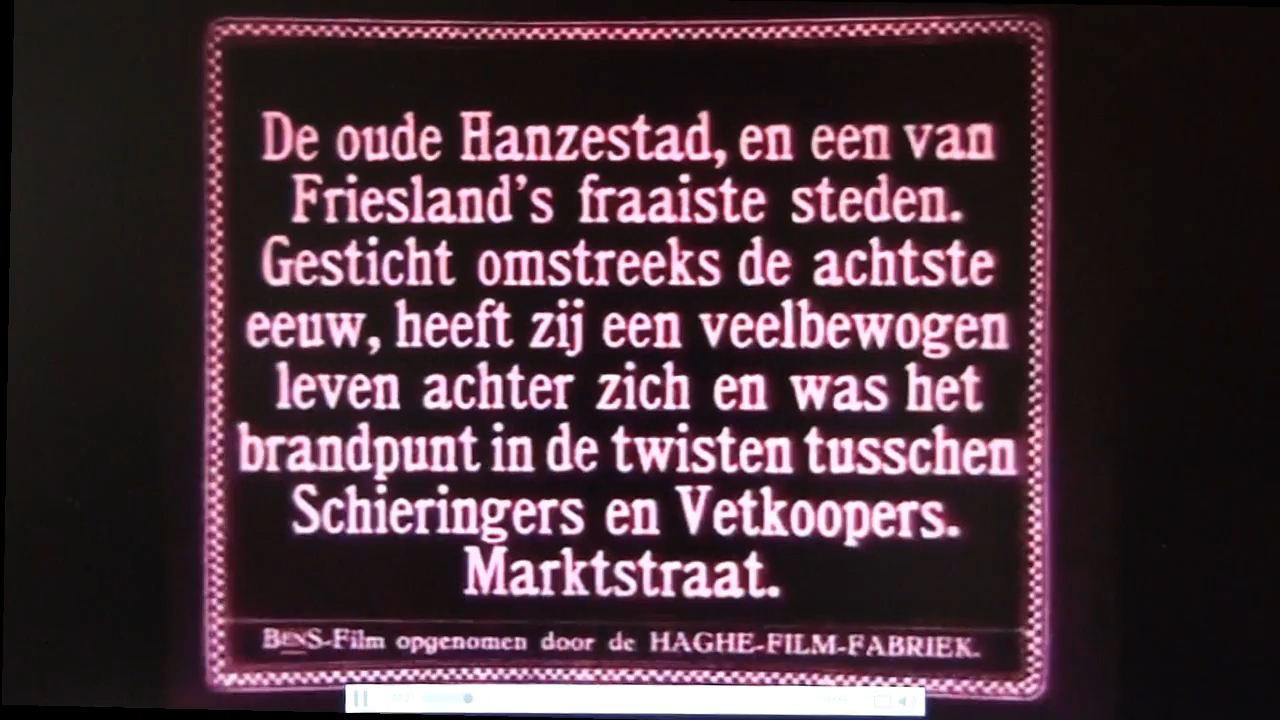 De oude Hanzestad, en een van
Friesland's fraaiste steden.
Gesticht omstreeks de achtste
eeuw, heeft zij een veelbewogen
leven achter zich en was het
brandpunt in de twisten tusschen
Schieringers en Vetkoopers.
Marktstraat.
BENS-Film opgenomen door de HAGHE-FILM-FABRIEK.